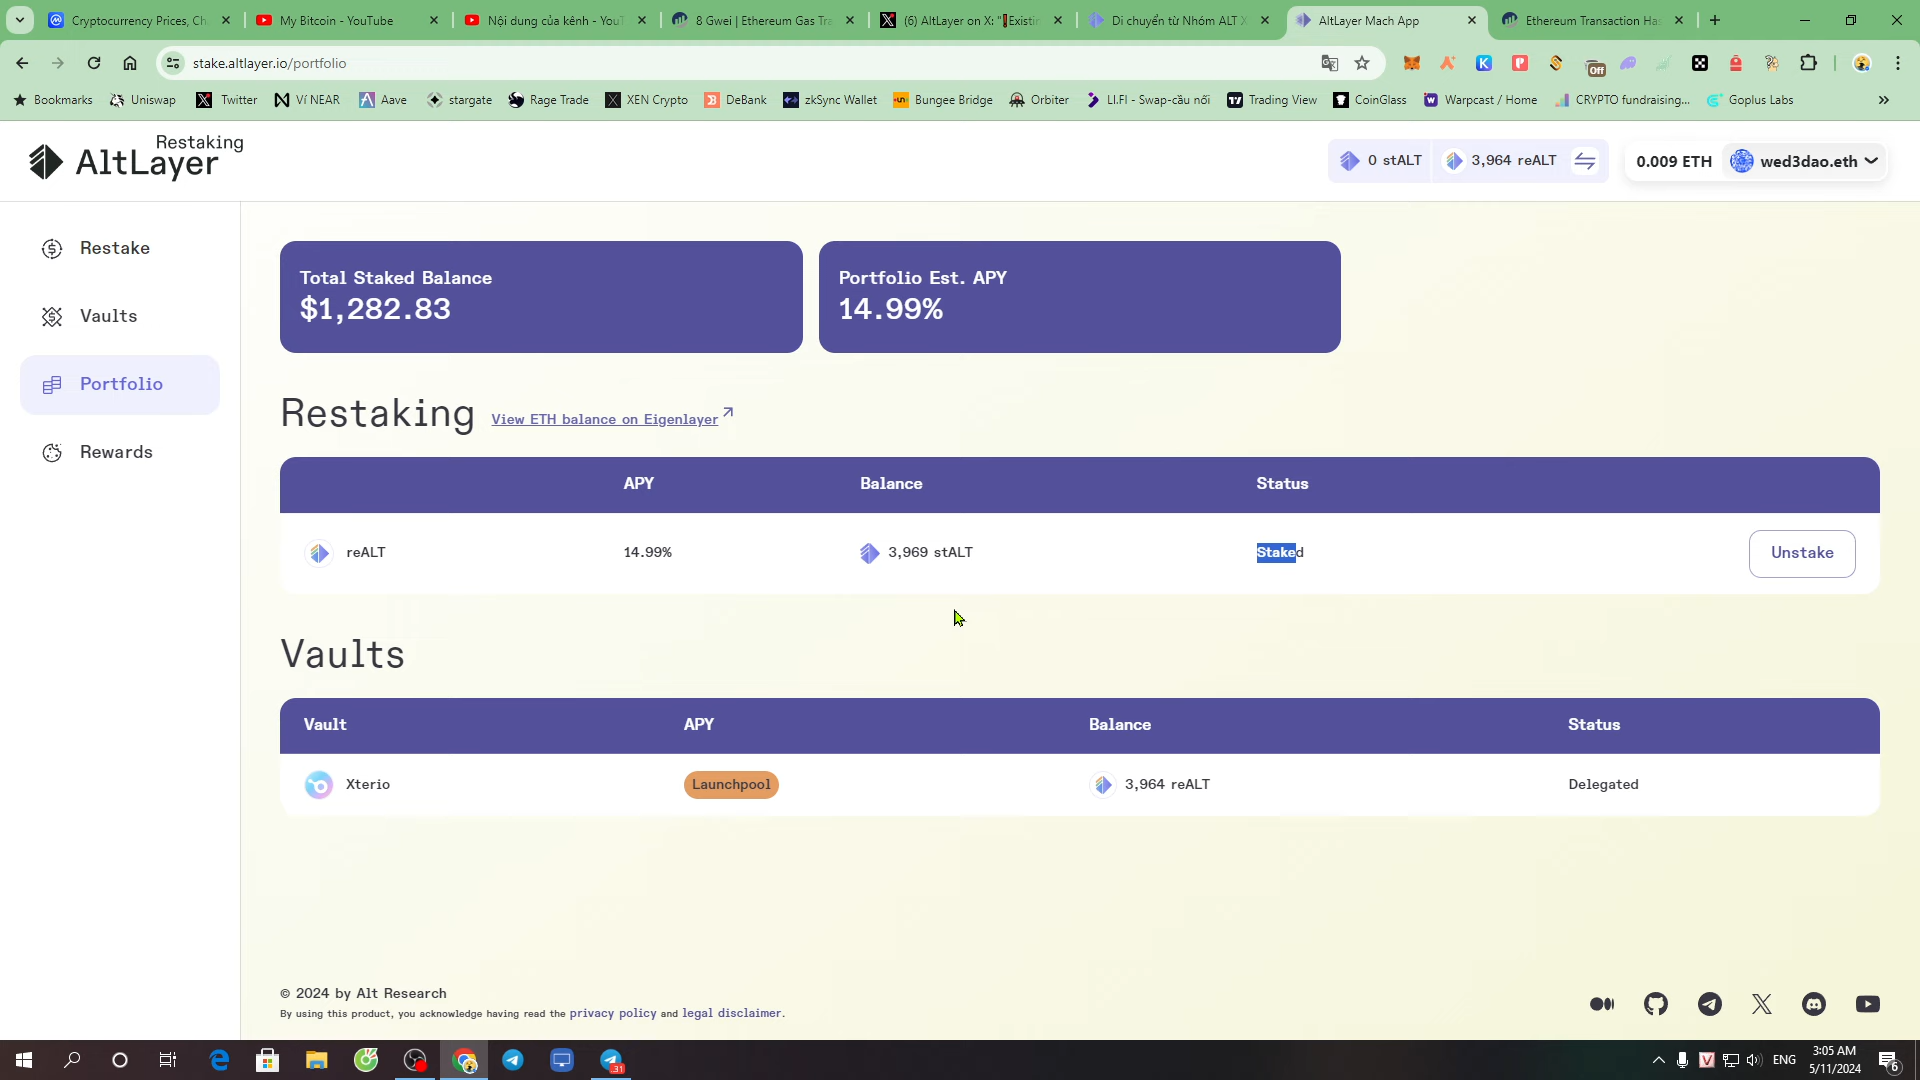 Cryptocurrency Prices, Ch
My Bitcoin - YouTube
Nội dung của kênh - YouT
8 Gwei | Ethereum Gas Tra
(6) AltLayer on X: "❗Existin
Di chuyển từ Nhóm ALT X
AltLayer Mach App
Ethereum Transaction Has
stake.altlayer.io/portfolio
Off
Bookmarks
Uniswap
Twitter
Ví NEAR
Aave
stargate
Rage Trade
XEN Crypto
DeBank
zkSync Wallet
Bungee Bridge
Orbiter
LI.FI - Swap-cầu nối
Trading View
CoinGlass
Warpcast / Home
CRYPTO fundraising...
Goplus Labs
Restaking
AltLayer
0 stALT
3,964 reALT
0.009 ETH
wed3dao.eth
Restake
Vaults
Portfolio
Rewards
Total Staked Balance
$1,282.83
Portfolio Est. APY
14.99%
Restaking
View ETH balance on Eigenlayer
APY
Balance
Status
reALT
14.99%
3,969 stALT
Staked
Unstake
Vaults
Vault
APY
Balance
Status
Xterio
Launchpool
3,964 reALT
Delegated
© 2024 by Alt Research
By using this product, you acknowledge having read the privacy policy and legal disclaimer.
31
ENG
3:05 AM
5/11/2024
6